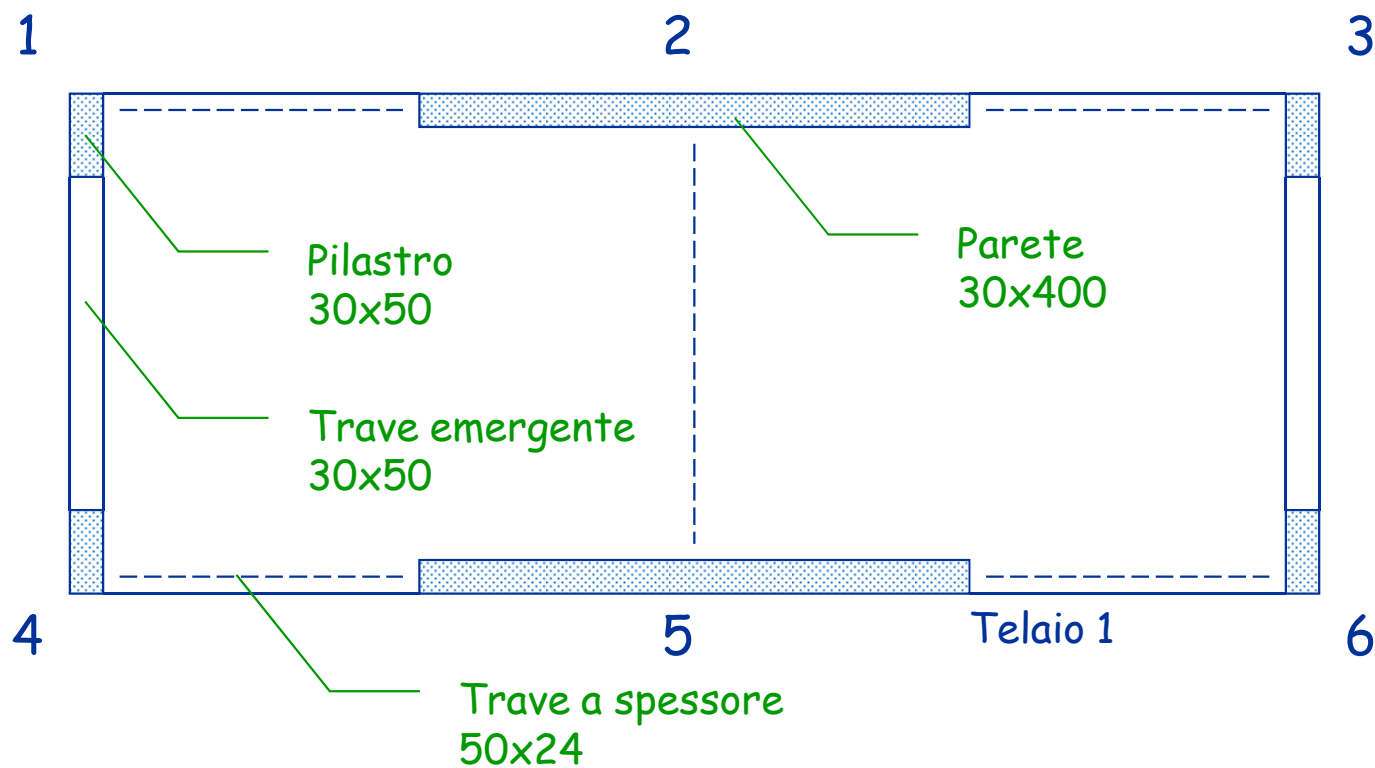 1
2
3
Pilastro
30x50
Parete
30x400
Trave emergente
30x50
4
5
Telaio 1
6
Trave a spessore
50x24